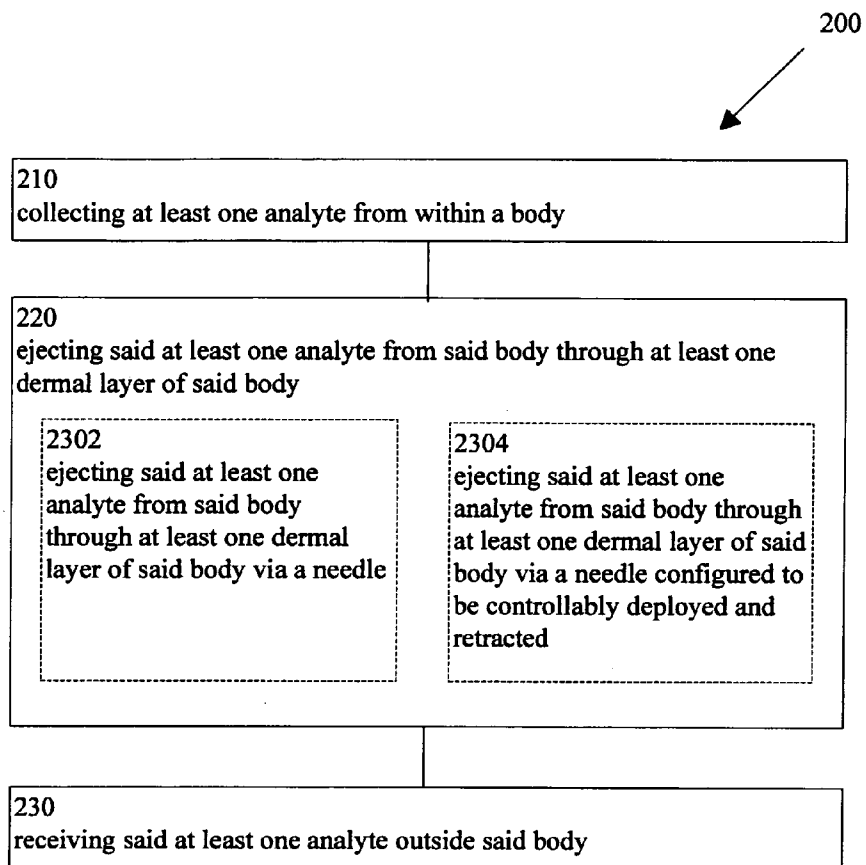 200
210
collecting at least one analyte from within a body
220
ejecting said at least one analyte from said body through at least one
dermal layer of said body
2302
ejecting said at least one
analyte from said body
through at least one dermal
layer of said body via a needle
2304
ejecting said at least one
analyte from said body through
at least one dermal layer of said
body via a needle configured to
be controllably deployed and
retracted
230
receiving said at least one analyte outside said body